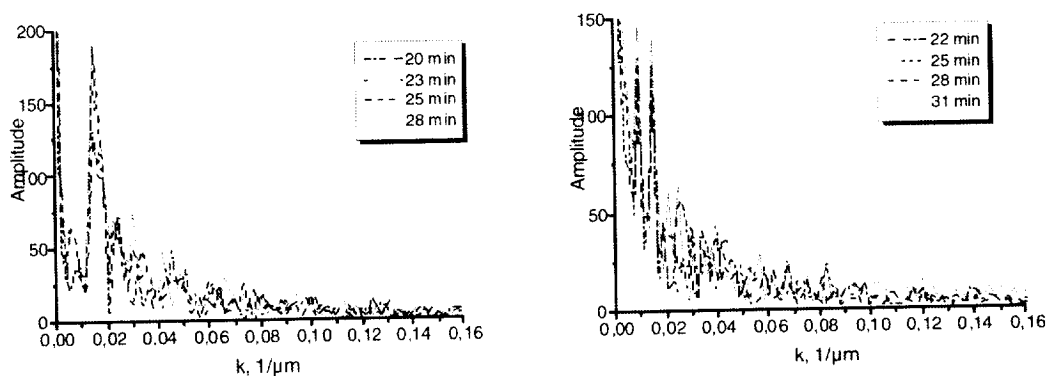 200
150
100
50
0
Amplitude
0,00 0,02 0,04 0,06 0,08 0,10 0,12 0,14 0,16
k, 1/µm
20 min
23 min
25 min
28 min
150
100
50
0
Amplitude
0,00 0,02 0,04 0,06 0,08 0,10 0,12 0,14 0,16
k, 1/µm
22 min
25 min
28 min
31 min